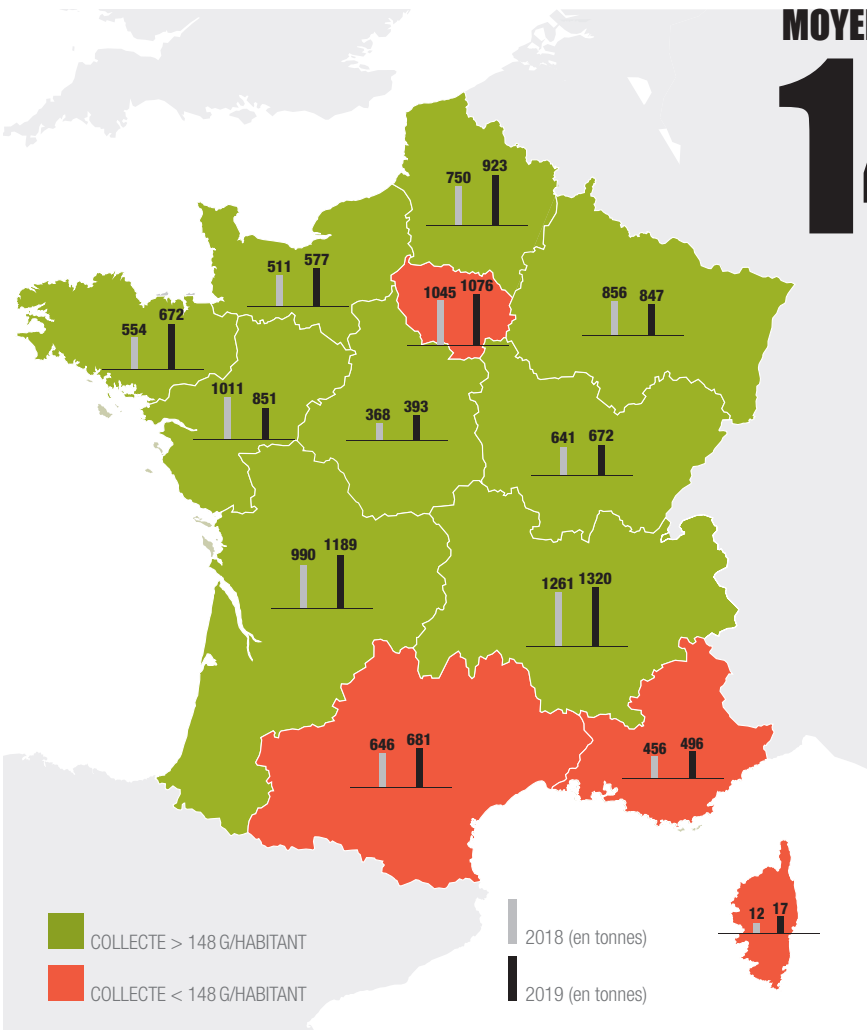 MOYE
14
750 923
511 577
1045 1076
856 847
554 672
1011 851
368 393
641 672
990 1189
1261 1320
646 681
456 496
12 17
COLLECTE > 148 G/HABITANT
COLLECTE < 148 G/HABITANT
2018 (en tonnes)
2019 (en tonnes)